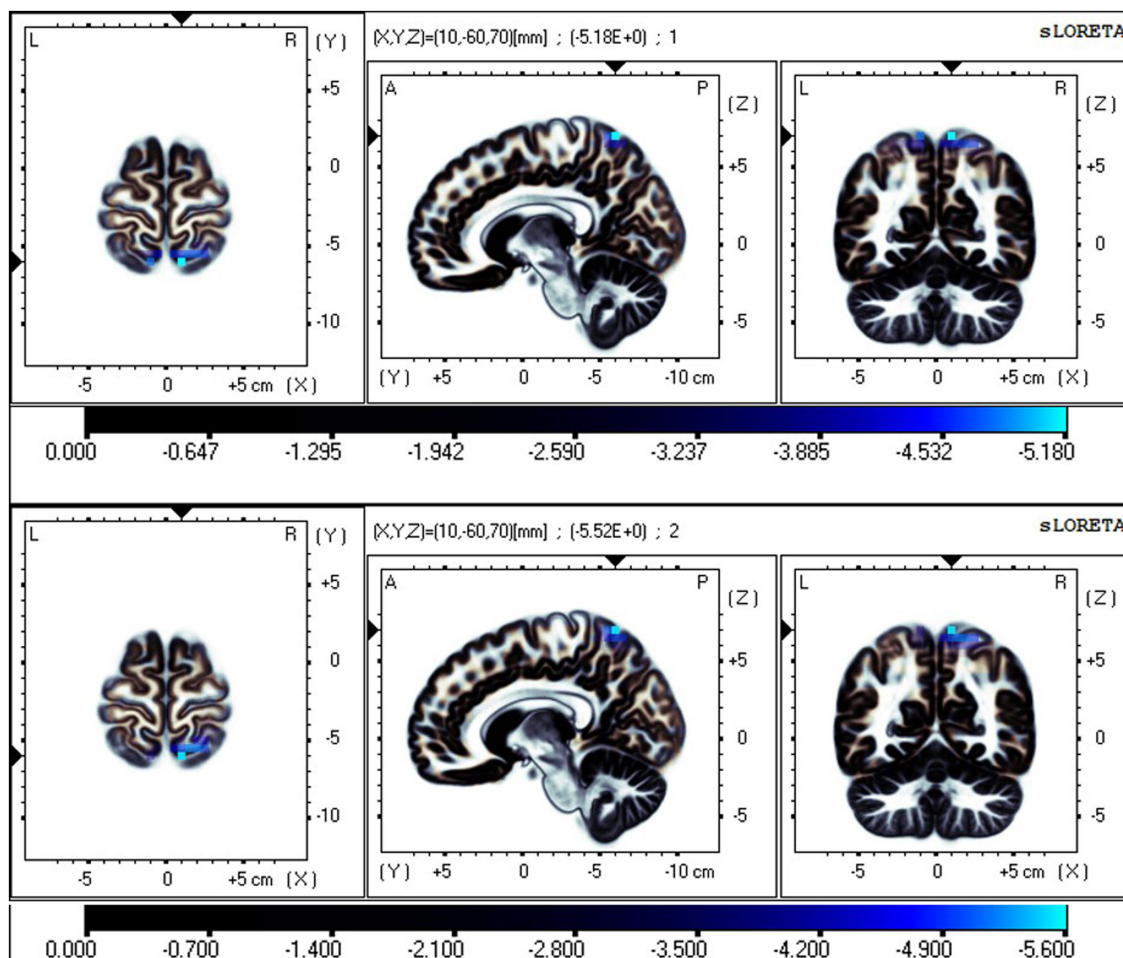 L R (Y) (X,Y,Z)=(10,-60,70)[mm] ; (-5.18E+0) ; 1 sLORETA
A P (Z) L R (Z)
+5
0
-5
-10
+5
0
-5
+5
0
-5
-5 0 +5 cm (X) (Y) +5 0 -5 -10 cm -5 0 +5 cm (X)
0.000 -0.647 -1.295 -1.942 -2.590 -3.237 -3.885 -4.532 -5.180
L R (Y) (X,Y,Z)=(10,-60,70)[mm] ; (-5.52E+0) ; 2 sLORETA
A P (Z) L R (Z)
+5
0
-5
-10
+5
0
-5
+5
0
-5
-5 0 +5 cm (X) (Y) +5 0 -5 -10 cm -5 0 +5 cm (X)
0.000 -0.700 -1.400 -2.100 -2.800 -3.500 -4.200 -4.900 -5.600